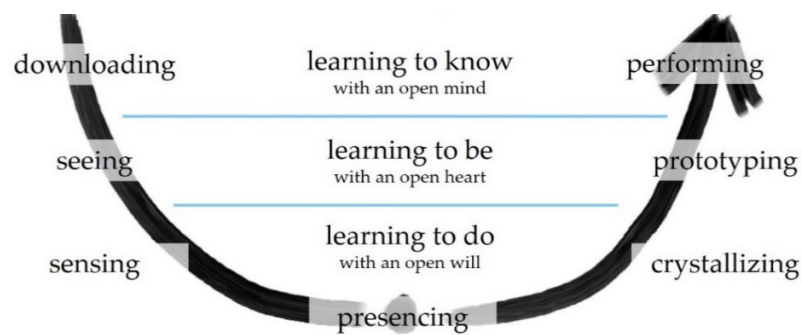 downloading
learning to know
performing
with an open mind
seeing
learning to be
prototyping
with an open heart
sensing
learning to do
crystallizing
with an open will
presencing